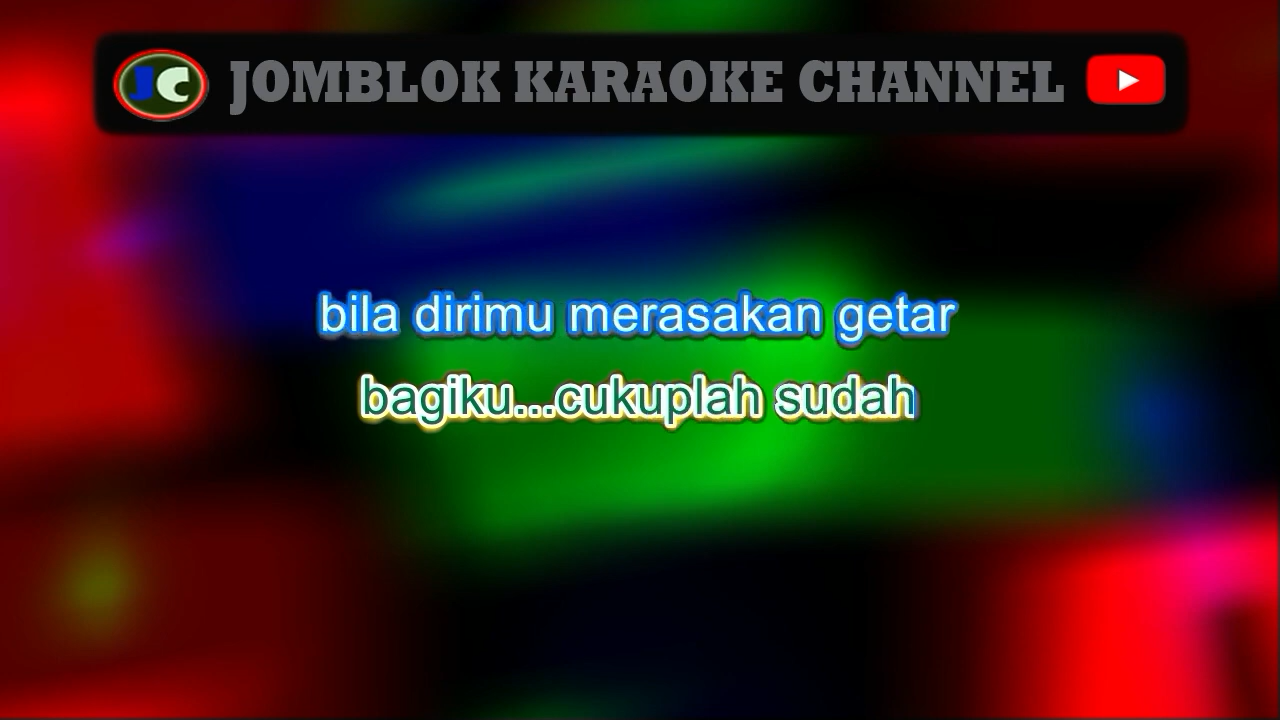 JC JOMBLOK KARAOKE CHANNEL
bila dirimu merasakan getar
bagiku...cukuplah sudah